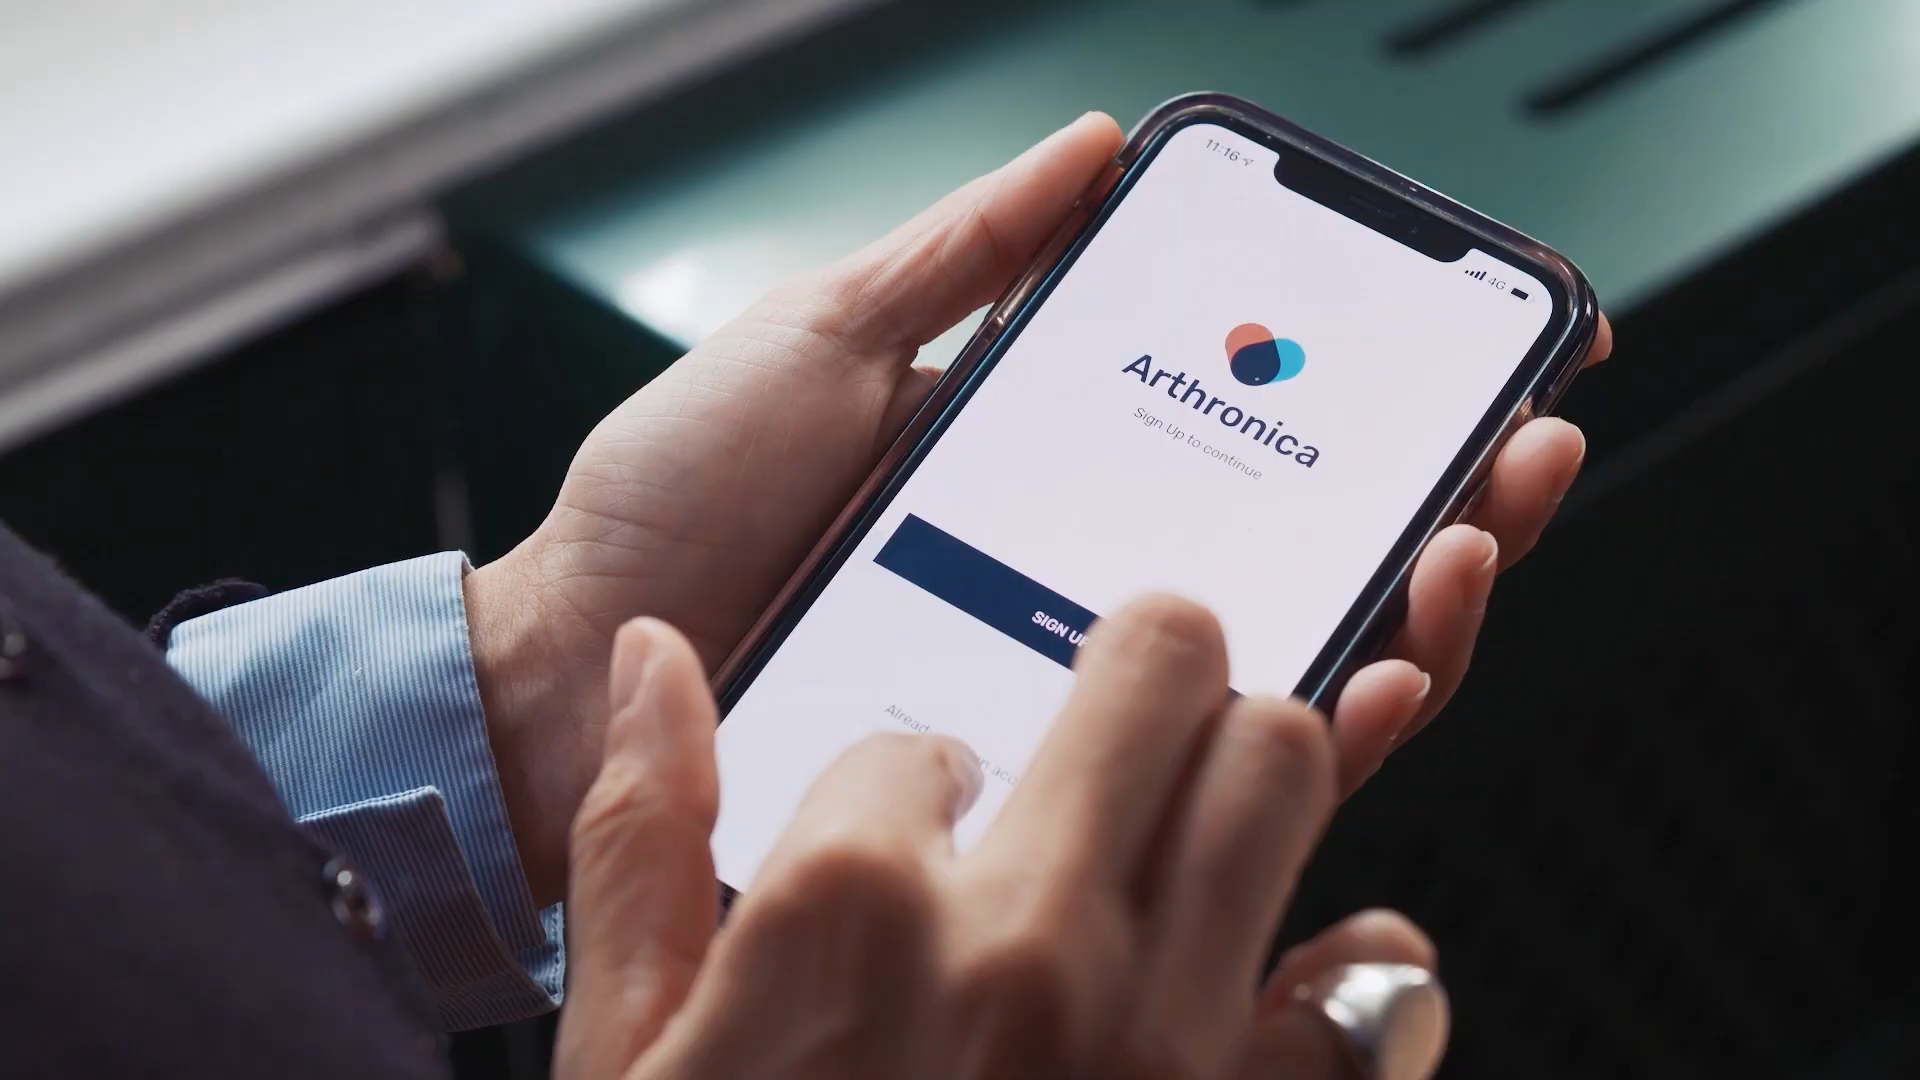 11:16
4G
Arthronica
Sign Up to continue
SIGN UP